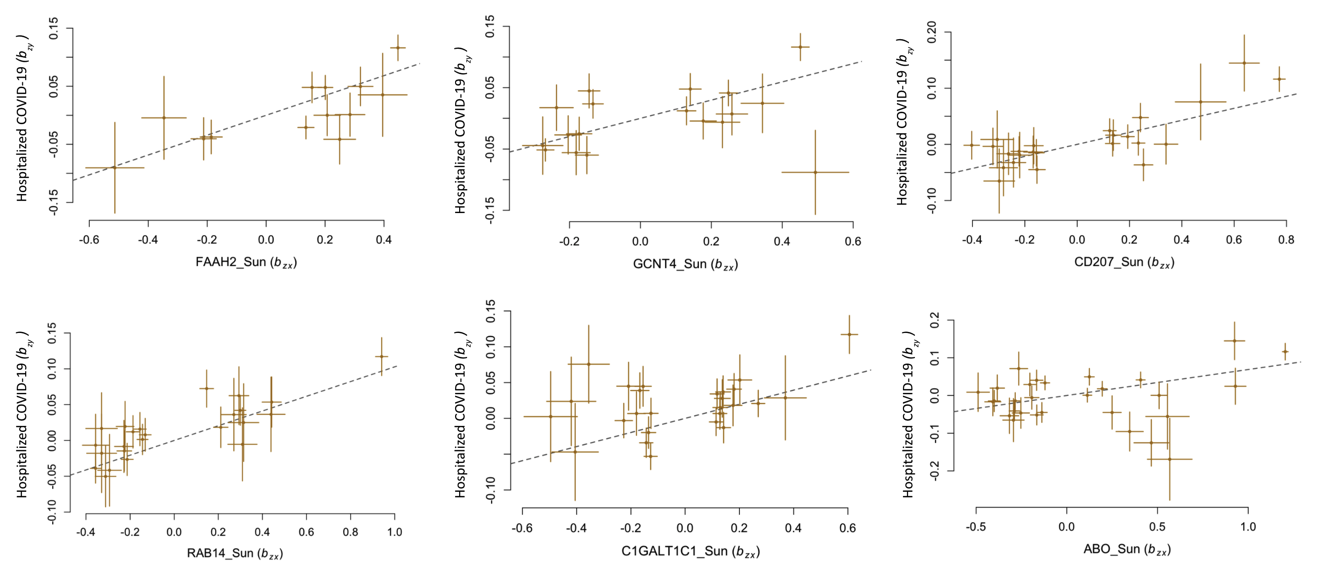 Hospitalized COVID-19 (b_zy)
0.15
0.05
-0.05
-0.15
-0.6 -0.4 -0.2 0.0 0.2 0.4
FAAH2_Sun (b_zx)
Hospitalized COVID-19 (b_zy)
0.15
0.05
-0.05
-0.15
-0.2 0.0 0.2 0.4 0.6
GCNT4_Sun (b_zx)
Hospitalized COVID-19 (b_zy)
0.20
0.10
0.00
-0.10
-0.4 -0.2 0.0 0.2 0.4 0.6 0.8
CD207_Sun (b_zx)
Hospitalized COVID-19 (b_zy)
0.15
0.10
0.05
0.00
-0.05
-0.10
-0.4 -0.2 0.0 0.2 0.4 0.6 0.8 1.0
RAB14_Sun (b_zx)
Hospitalized COVID-19 (b_zy)
0.15
0.10
0.05
0.00
-0.10
-0.6 -0.4 -0.2 0.0 0.2 0.4 0.6
C1GALT1C1_Sun (b_zx)
Hospitalized COVID-19 (b_zy)
0.2
0.1
0.0
-0.1
-0.2
-0.5 0.0 0.5 1.0
ABO_Sun (b_zx)